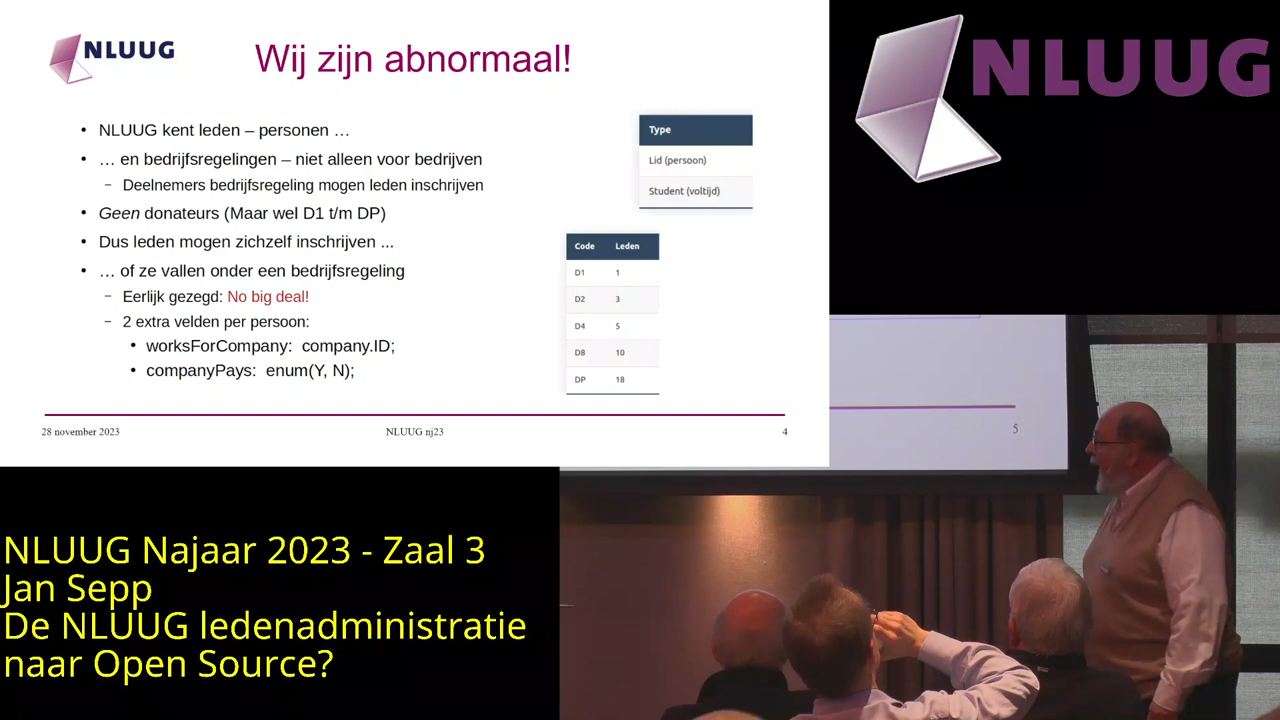 NLUUG
Wij zijn abnormaal!
• NLUUG kent leden – personen …
• … en bedrijfsregelingen – niet alleen voor bedrijven
– Deelnemers bedrijfsregeling mogen leden inschrijven
• Geen donateurs (Maar wel D1 t/m DP)
• Dus leden mogen zichzelf inschrijven ...
• … of ze vallen onder een bedrijfsregeling
– Eerlijk gezegd: No big deal!
– 2 extra velden per persoon:
• worksForCompany: company.ID;
• companyPays: enum(Y, N);
Type
Lid (persoon)
Student (voltijd)
Code Leden
D1 1
D2 3
D4 5
D8 10
DP 18
28 november 2023 NLUUG nj23 4
NLUUG
5
NLUUG Najaar 2023 - Zaal 3
Jan Sepp
De NLUUG ledenadministratie
naar Open Source?